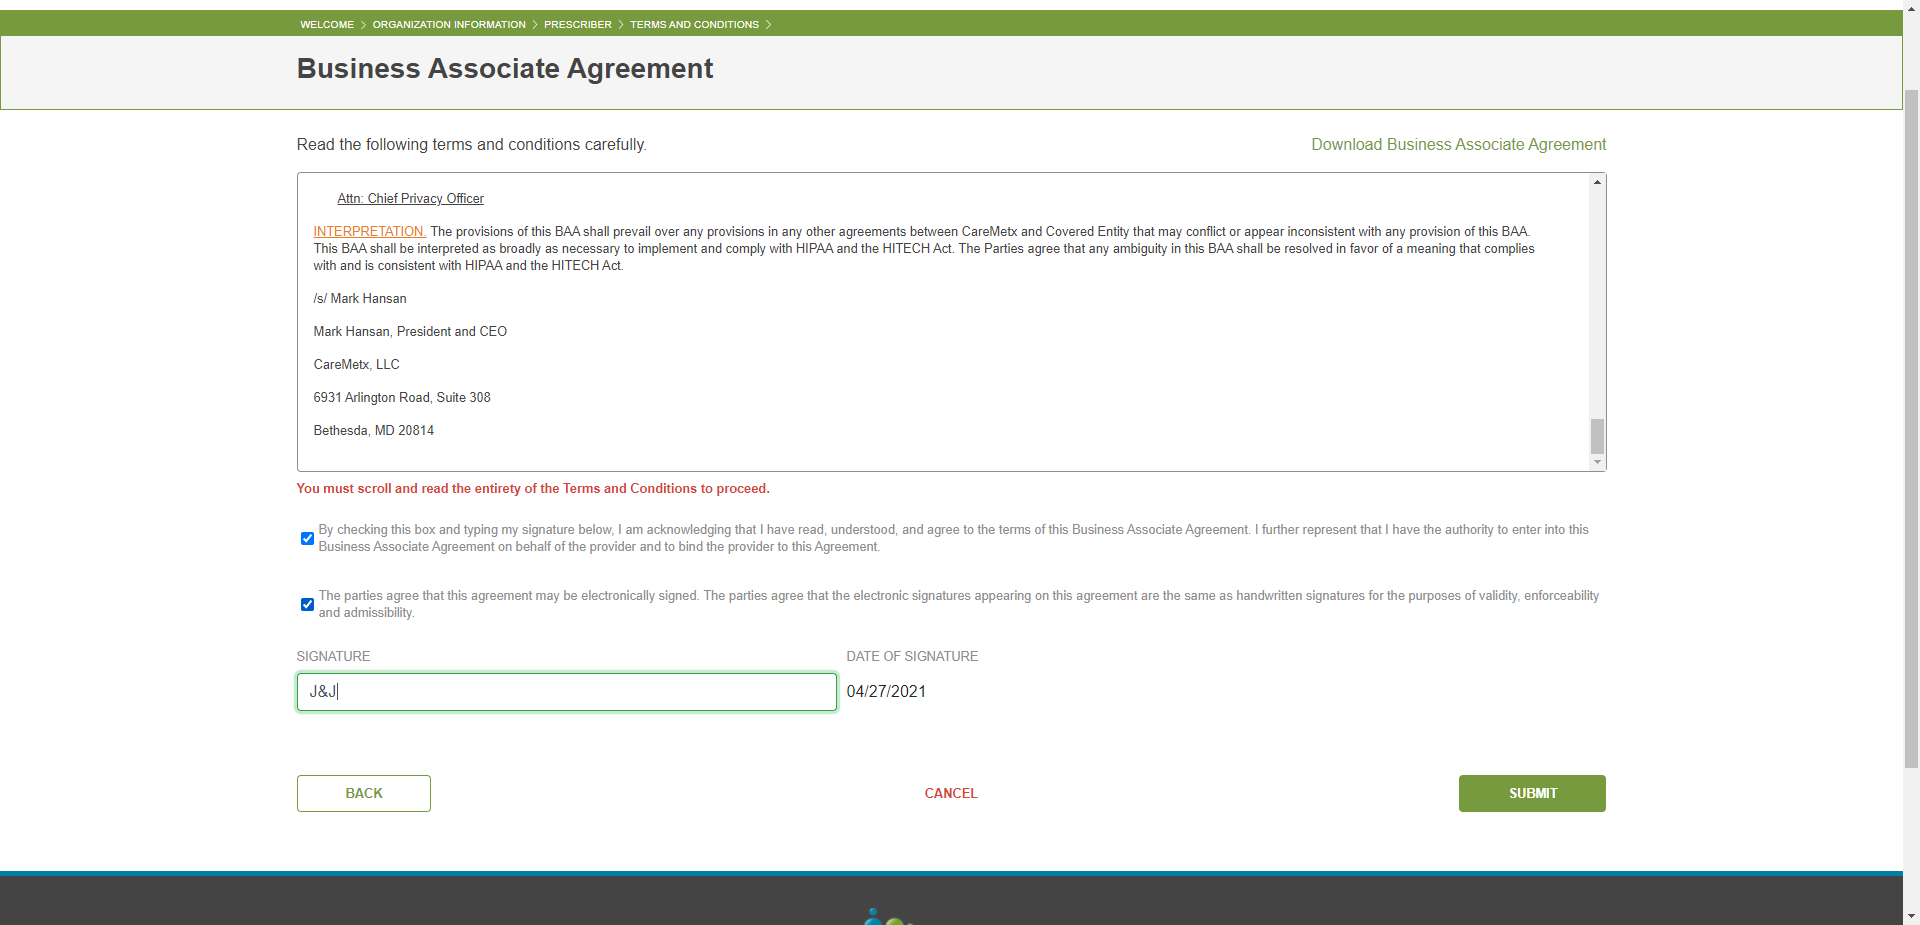 WELCOME > ORGANIZATION INFORMATION > PRESCRIBER > TERMS AND CONDITIONS >
Business Associate Agreement
Read the following terms and conditions carefully.
Download Business Associate Agreement
Attn: Chief Privacy Officer
INTERPRETATION. The provisions of this BAA shall prevail over any provisions in any other agreements between CareMetx and Covered Entity that may conflict or appear inconsistent with any provision of this BAA.
This BAA shall be interpreted as broadly as necessary to implement and comply with HIPAA and the HITECH Act. The Parties agree that any ambiguity in this BAA shall be resolved in favor of a meaning that complies
with and is consistent with HIPAA and the HITECH Act.
/s/ Mark Hansan
Mark Hansan, President and CEO
CareMetx, LLC
6931 Arlington Road, Suite 308
Bethesda, MD 20814
You must scroll and read the entirety of the Terms and Conditions to proceed.
By checking this box and typing my signature below, I am acknowledging that I have read, understood, and agree to the terms of this Business Associate Agreement. I further represent that I have the authority to enter into this
Business Associate Agreement on behalf of the provider and to bind the provider to this Agreement.
The parties agree that this agreement may be electronically signed. The parties agree that the electronic signatures appearing on this agreement are the same as handwritten signatures for the purposes of validity, enforceability
and admissibility.
SIGNATURE
DATE OF SIGNATURE
J&J
04/27/2021
BACK
CANCEL
SUBMIT